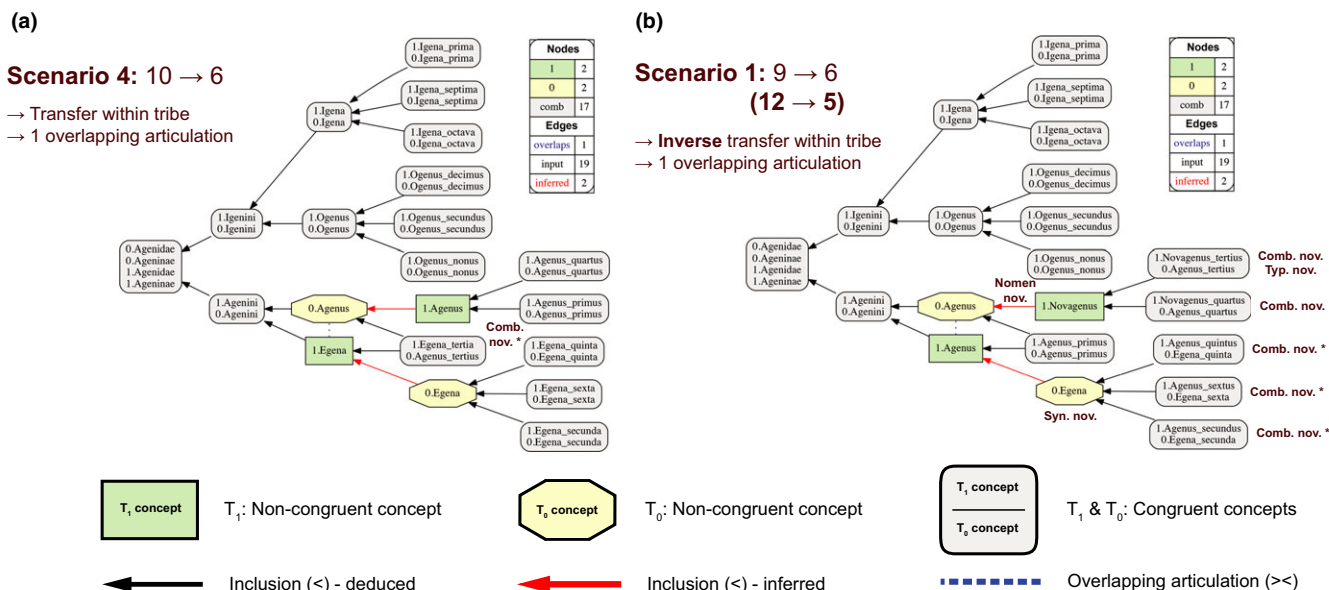 (a)
Scenario 4: 10 → 6
→ Transfer within tribe
→ 1 overlapping articulation
1.Igena_prima
0.Igena_prima
1.Igena_septima
0.Igena_septima
1.Igena_octava
0.Igena_octava
1.Igena
0.Igena
1.Ogenus_decimus
0.Ogenus_decimus
1.Igenini
0.Igenini
1.Ogenus
0.Ogenus
1.Ogenus_secundus
0.Ogenus_secundus
1.Ogenus_nonus
0.Ogenus_nonus
0.Agenidae
0.Ageninae
1.Agenidae
1.Ageninae
1.Agenus_quartus
0.Agenus_quartus
1.Agenini
0.Agenini
0.Agenus
1.Agenus
1.Agenus_primus
0.Agenus_primus
Comb.
nov. *
1.Egena
1.Egena_tertia
0.Agenus_tertius
1.Egena_quinta
0.Egena_quinta
0.Egena
1.Egena_sexta
0.Egena_sexta
1.Egena_secunda
0.Egena_secunda
Nodes
1 2
0 2
comb 17
Edges
overlaps 1
input 19
inferred 2
(b)
Scenario 1: 9 → 6
(12 → 5)
→ Inverse transfer within tribe
→ 1 overlapping articulation
1.Igena_prima
0.Igena_prima
1.Igena_septima
0.Igena_septima
1.Igena_octava
0.Igena_octava
1.Igena
0.Igena
1.Ogenus_decimus
0.Ogenus_decimus
1.Igenini
0.Igenini
1.Ogenus
0.Ogenus
1.Ogenus_secundus
0.Ogenus_secundus
1.Ogenus_nonus
0.Ogenus_nonus
0.Agenidae
0.Ageninae
1.Agenidae
1.Ageninae
1.Novagenus_tertius
0.Agenus_tertius
Comb. nov.
Typ. nov.
1.Agenini
0.Agenini
0.Agenus
Nomen
nov.
1.Novagenus
1.Novagenus_quartus
0.Agenus_quartus
Comb. nov.
1.Agenus
1.Agenus_primus
0.Agenus_primus
1.Agenus_quintus
0.Egena_quinta
Comb. nov. *
0.Egena
Syn. nov.
1.Agenus_sextus
0.Egena_sexta
Comb. nov. *
1.Agenus_secundus
0.Egena_secunda
Comb. nov. *
Nodes
1 2
0 2
comb 17
Edges
overlaps 1
input 19
inferred 2
T1 concept
T1: Non-congruent concept
T0 concept
T0: Non-congruent concept
T1 concept
T0 concept
T1 & T0: Congruent concepts
Inclusion (<) - deduced
Inclusion (<) - inferred
Overlapping articulation (><)